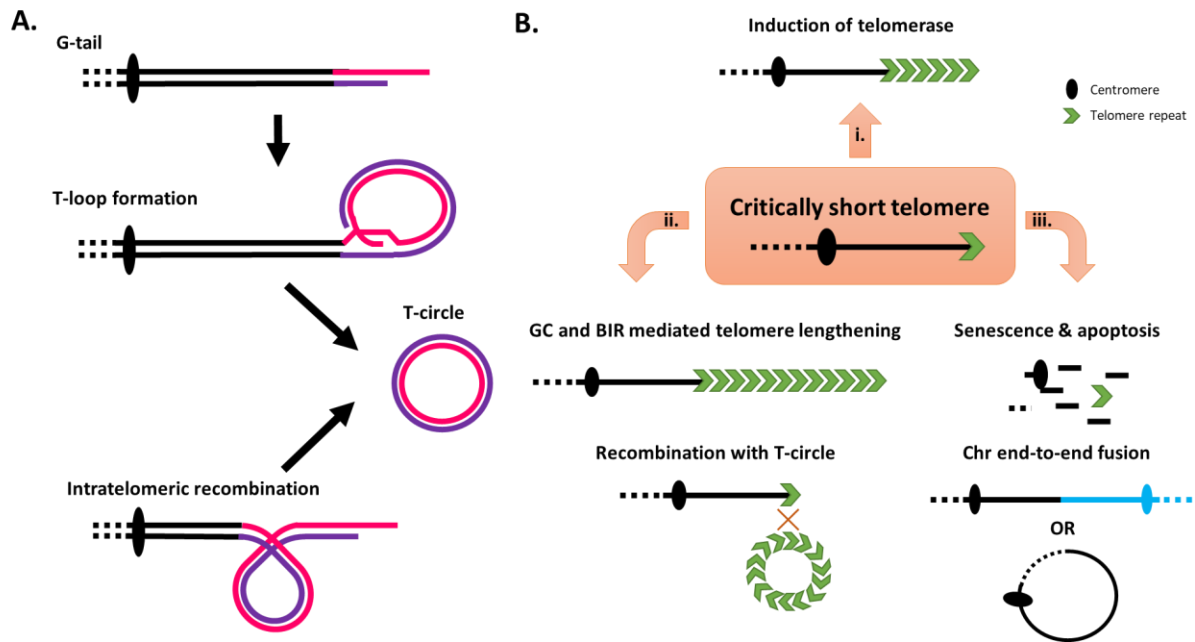 A.
G-tail
T-loop formation
T-circle
Intratelomeric recombination
B.
Induction of telomerase
Centromere
Telomere repeat
i.
Critically short telomere
ii.
iii.
GC and BIR mediated telomere lengthening
Senescence & apoptosis
Recombination with T-circle
Chr end-to-end fusion
OR